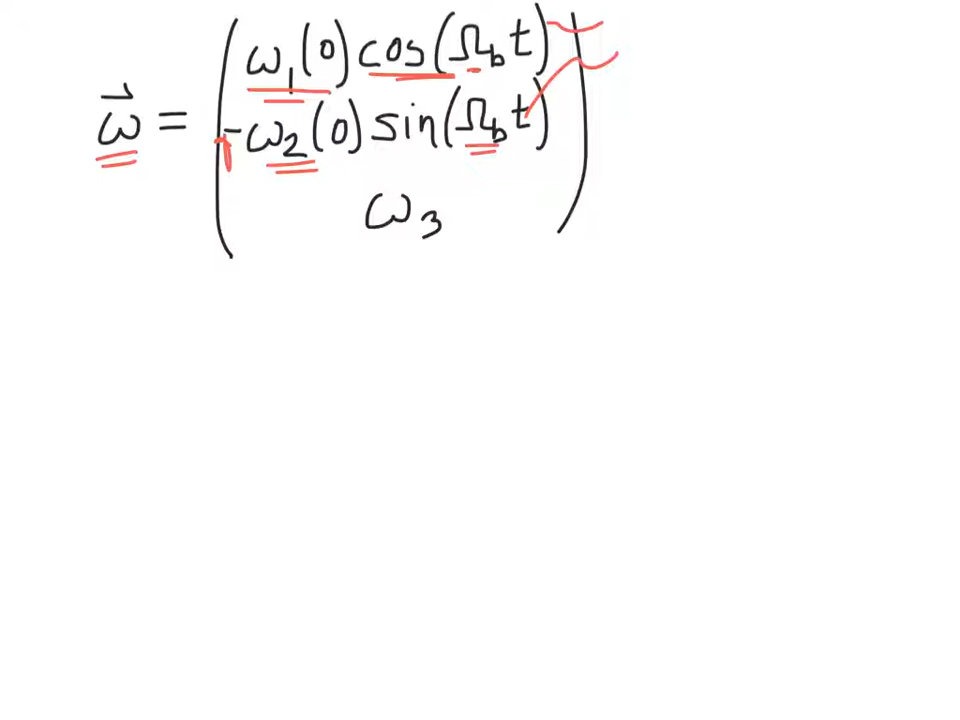 ω₁(0) cos(Ω_b t)
ω⃗ = -ω₂(0) sin(Ω_b t)
ω₃